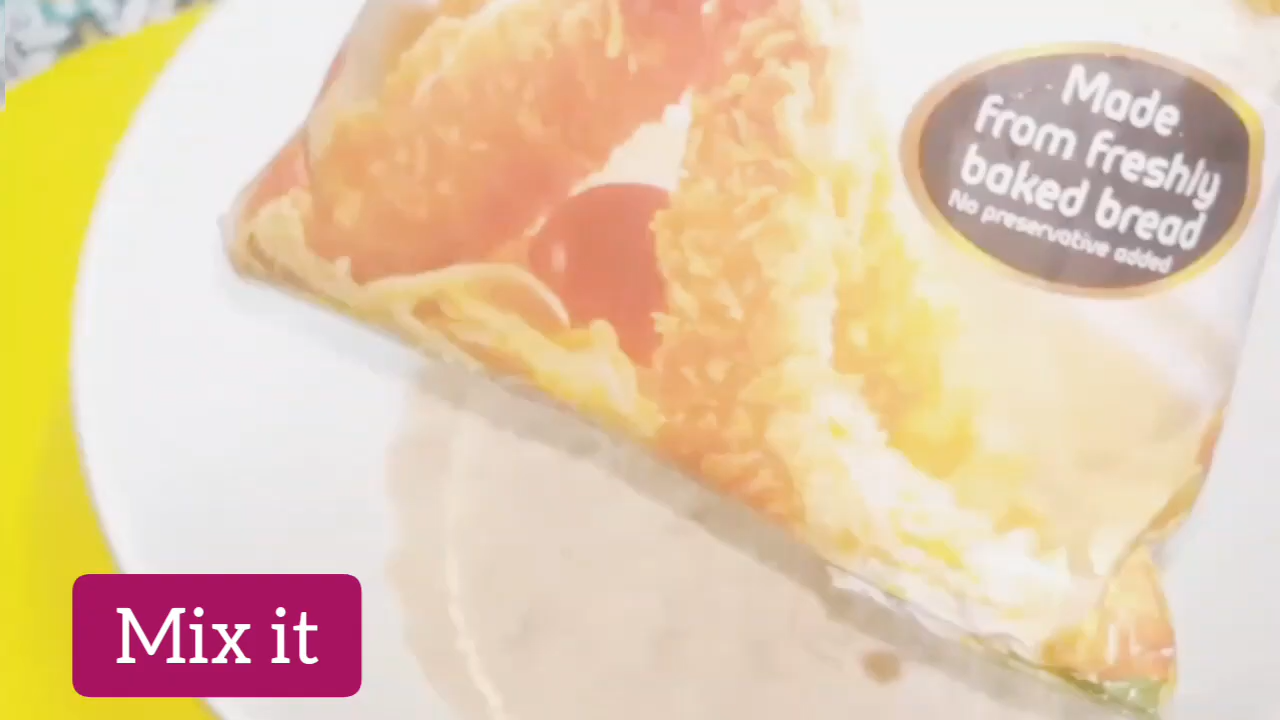 Made
from freshly
baked bread
No preservative added
Mix it